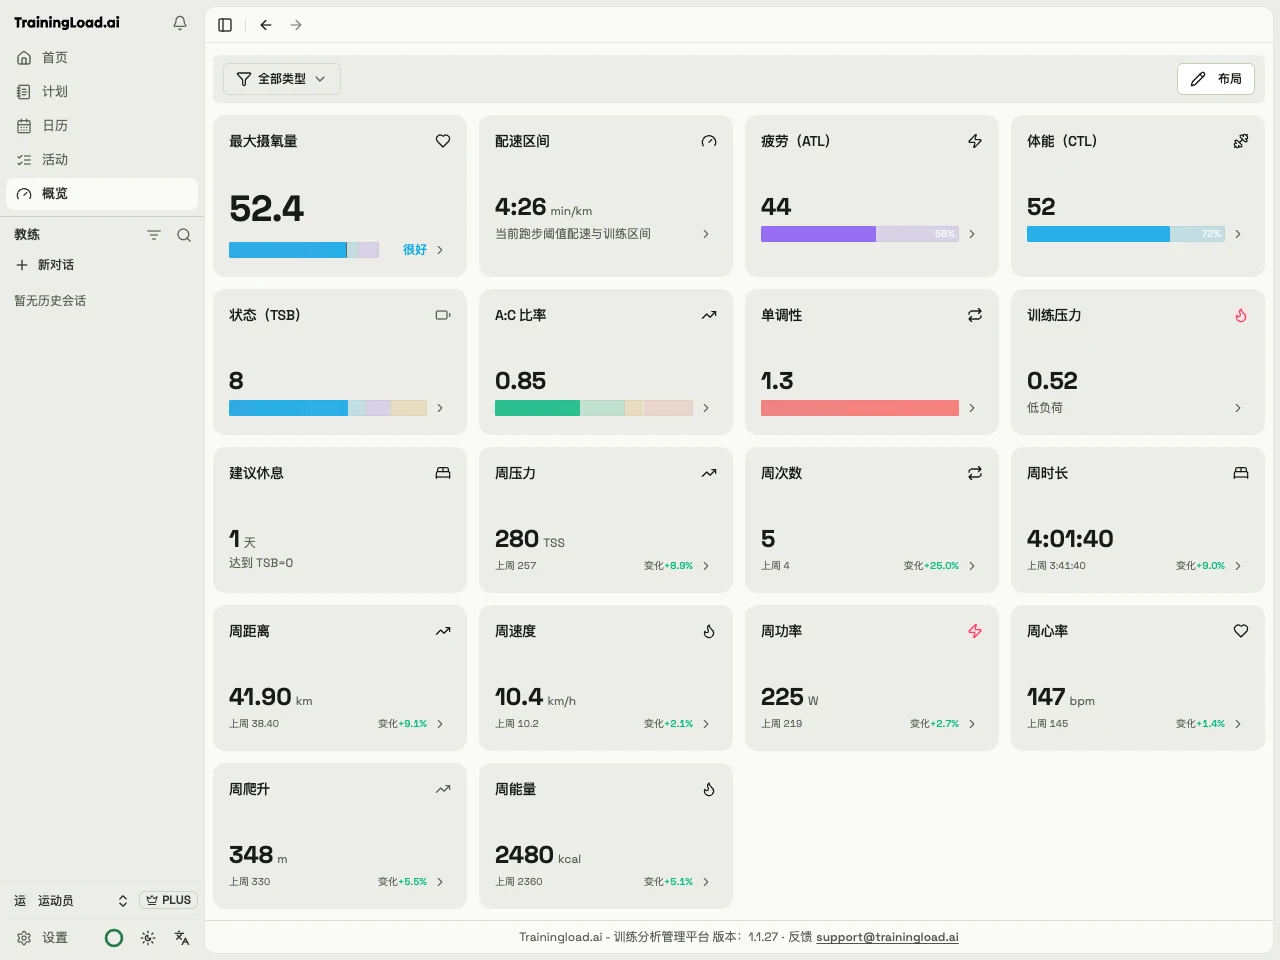 TrainingLoad.ai
首页
计划
日历
活动
概览
教练
新对话
暂无历史会话
运 运动员 PLUS
设置
全部类型
布局
最大摄氧量
52.4
很好
配速区间
4:26 min/km
当前跑步阈值配速与训练区间
疲劳（ATL）
44
58%
体能（CTL）
52
72%
状态（TSB）
8
A:C 比率
0.85
单调性
1.3
训练压力
0.52
低负荷
建议休息
1 天
达到 TSB=0
周压力
280 TSS
上周 257 变化+8.9%
周次数
5
上周 4 变化+25.0%
周时长
4:01:40
上周 3:41:40 变化+9.0%
周距离
41.90 km
上周 38.40 变化+9.1%
周速度
10.4 km/h
上周 10.2 变化+2.1%
周功率
225 W
上周 219 变化+2.7%
周心率
147 bpm
上周 145 变化+1.4%
周爬升
348 m
上周 330 变化+5.5%
周能量
2480 kcal
上周 2360 变化+5.1%
Trainingload.ai - 训练分析管理平台 版本：1.1.27 · 反馈 support@trainingload.ai